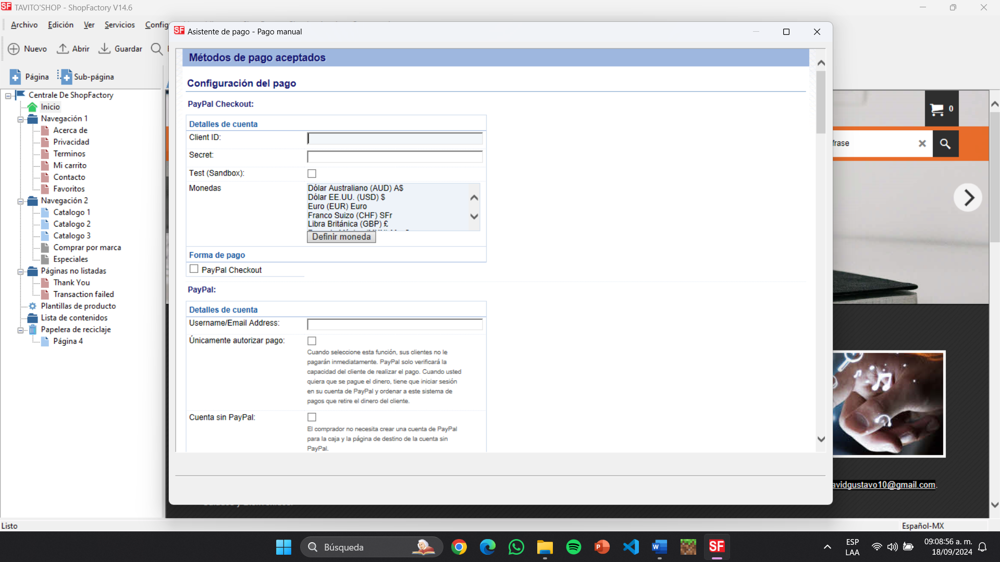 SF TAVITO'SHOP - ShopFactory V14.6
Archivo Edición Ver Servicios
SF Asistente de pago - Pago manual
Nuevo Abrir Guardar
Página Sub-página
Centrale De ShopFactory
Inicio
Navegación 1
Acerca de
Privacidad
Terminos
Mi carrito
Contacto
Favoritos
Navegación 2
Catalogo 1
Catalogo 2
Catalogo 3
Comprar por marca
Especiales
Páginas no listadas
Thank You
Transaction failed
Plantillas de producto
Lista de contenidos
Papelera de reciclaje
Página 4
Métodos de pago aceptados
Configuración del pago
PayPal Checkout:
Detalles de cuenta
Client ID:
Secret:
Test (Sandbox):
Monedas
Dólar Australiano (AUD) A$
Dólar EE.UU. (USD) $
Euro (EUR) Euro
Franco Suizo (CHF) SFr
Libra Británica (GBP) £
Definir moneda
Forma de pago
PayPal Checkout
PayPal:
Detalles de cuenta
Username/Email Address:
Únicamente autorizar pago:
Cuando seleccione esta función, sus clientes no le
pagarán inmediatamente. PayPal solo verificará la
capacidad del cliente de realizar el pago. Cuando usted
quiera que se pague el dinero, tiene que iniciar sesión
en su cuenta de PayPal y ordenar a este sistema de
pagos que retire el dinero del cliente.
Cuenta sin PayPal:
El comprador no necesita crear una cuenta de PayPal
para la caja y la página de destino de la cuenta sin
PayPal.
0
frase
avidgustavo10@gmail.com.
Listo
Español-MX
Búsqueda
P
W
SF
ESP
LAA
09:08:56 a. m.
18/09/2024